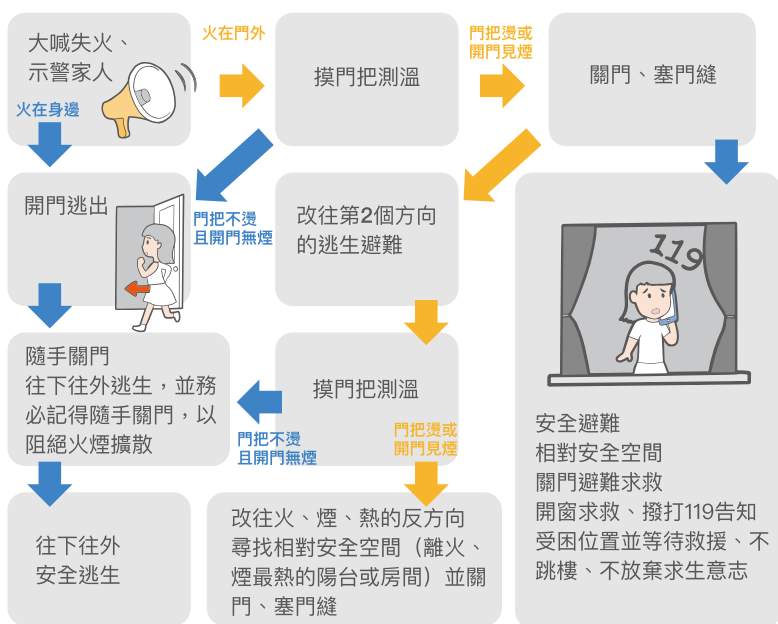 大喊失火、
示警家人
火在門外
摸門把測溫
門把燙或
開門見煙
關門、塞門縫
火在身邊
開門逃出
門把不燙
且開門無煙
改往第2個方向
的逃生避難
119
隨手關門
往下往外逃生，並務
必記得隨手關門，以
阻絕火煙擴散
摸門把測溫
門把不燙
且開門無煙
門把燙或
開門見煙
往下往外
安全逃生
改往火、煙、熱的反方向
尋找相對安全空間（離火、
煙最熱的陽台或房間）並關
門、塞門縫
安全避難
相對安全空間
關門避難求救
開窗求救、撥打119告知
受困位置並等待救援、不
跳樓、不放棄求生意志